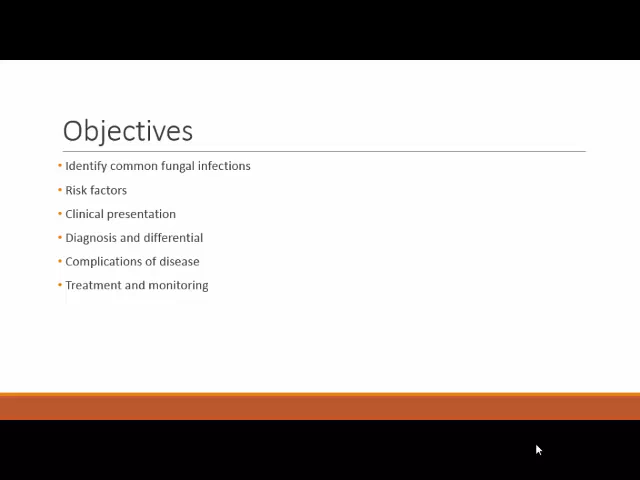 Objectives
• Identify common fungal infections
• Risk factors
• Clinical presentation
• Diagnosis and differential
• Complications of disease
• Treatment and monitoring